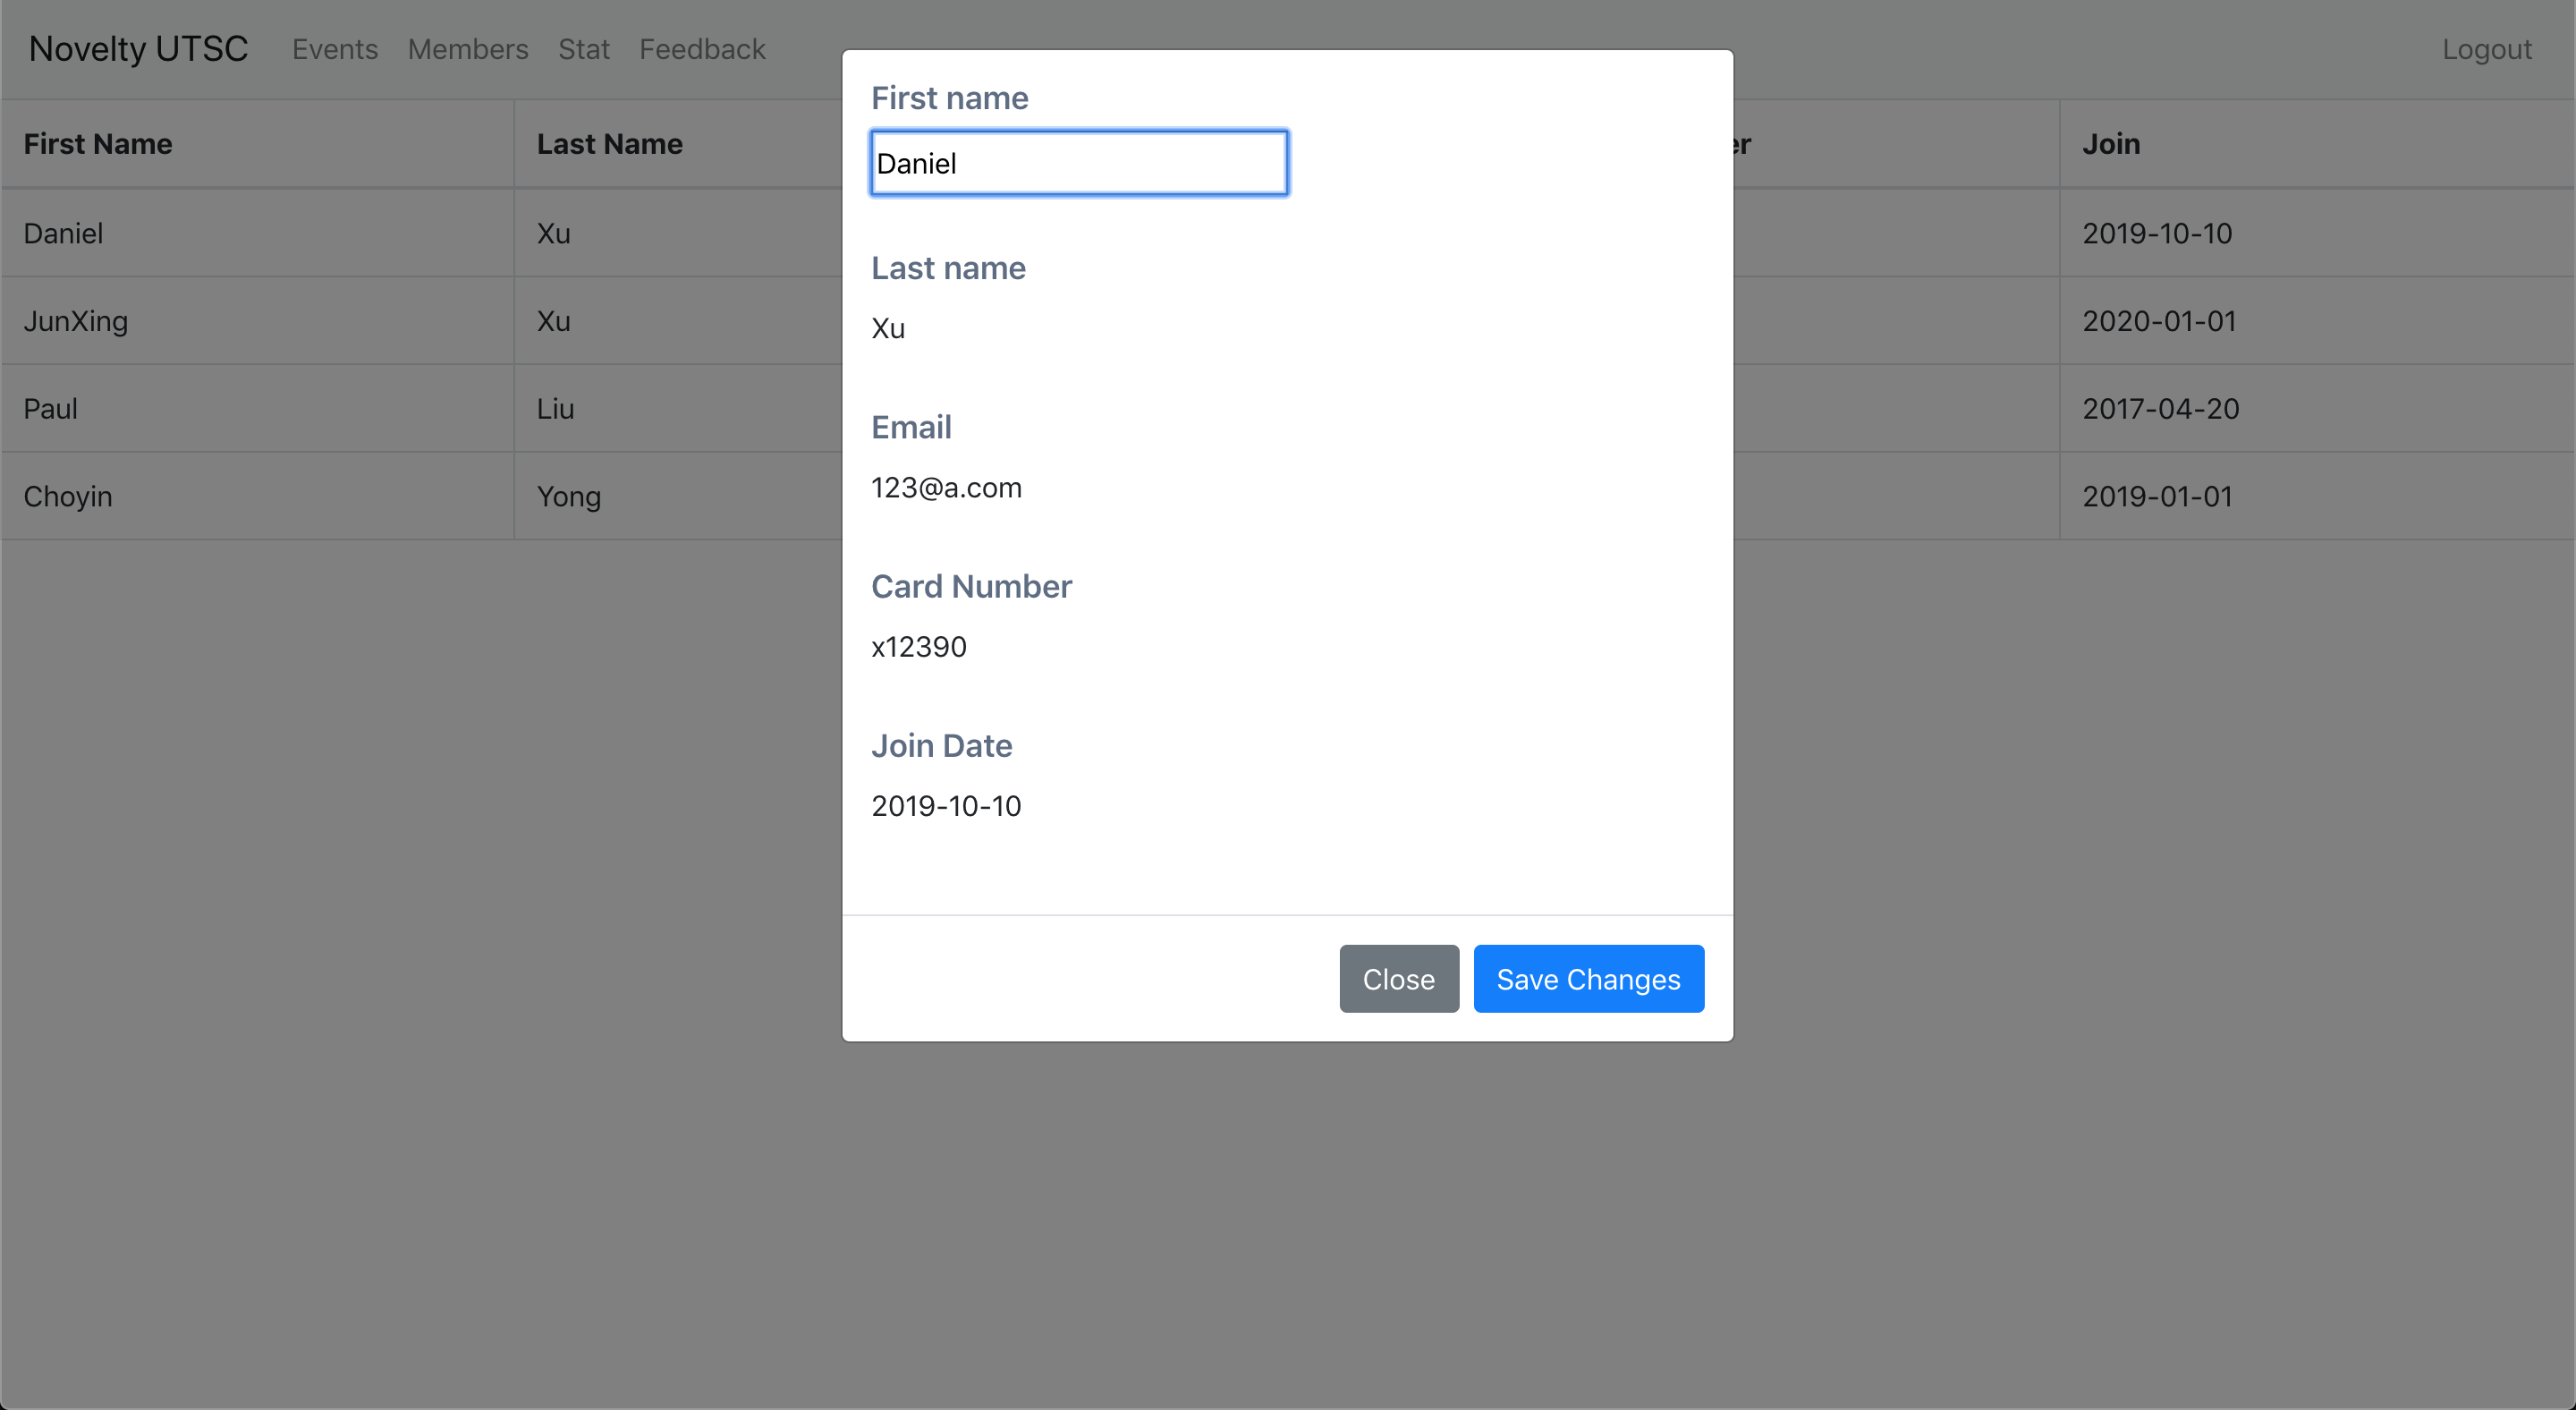 Novelty UTSC Events Members Stat Feedback Logout
First Name Last Name Join
Daniel Xu 2019-10-10
JunXing Xu 2020-01-01
Paul Liu 2017-04-20
Choyin Yong 2019-01-01
First name
Daniel
Last name
Xu
Email
123@a.com
Card Number
x12390
Join Date
2019-10-10
Close Save Changes